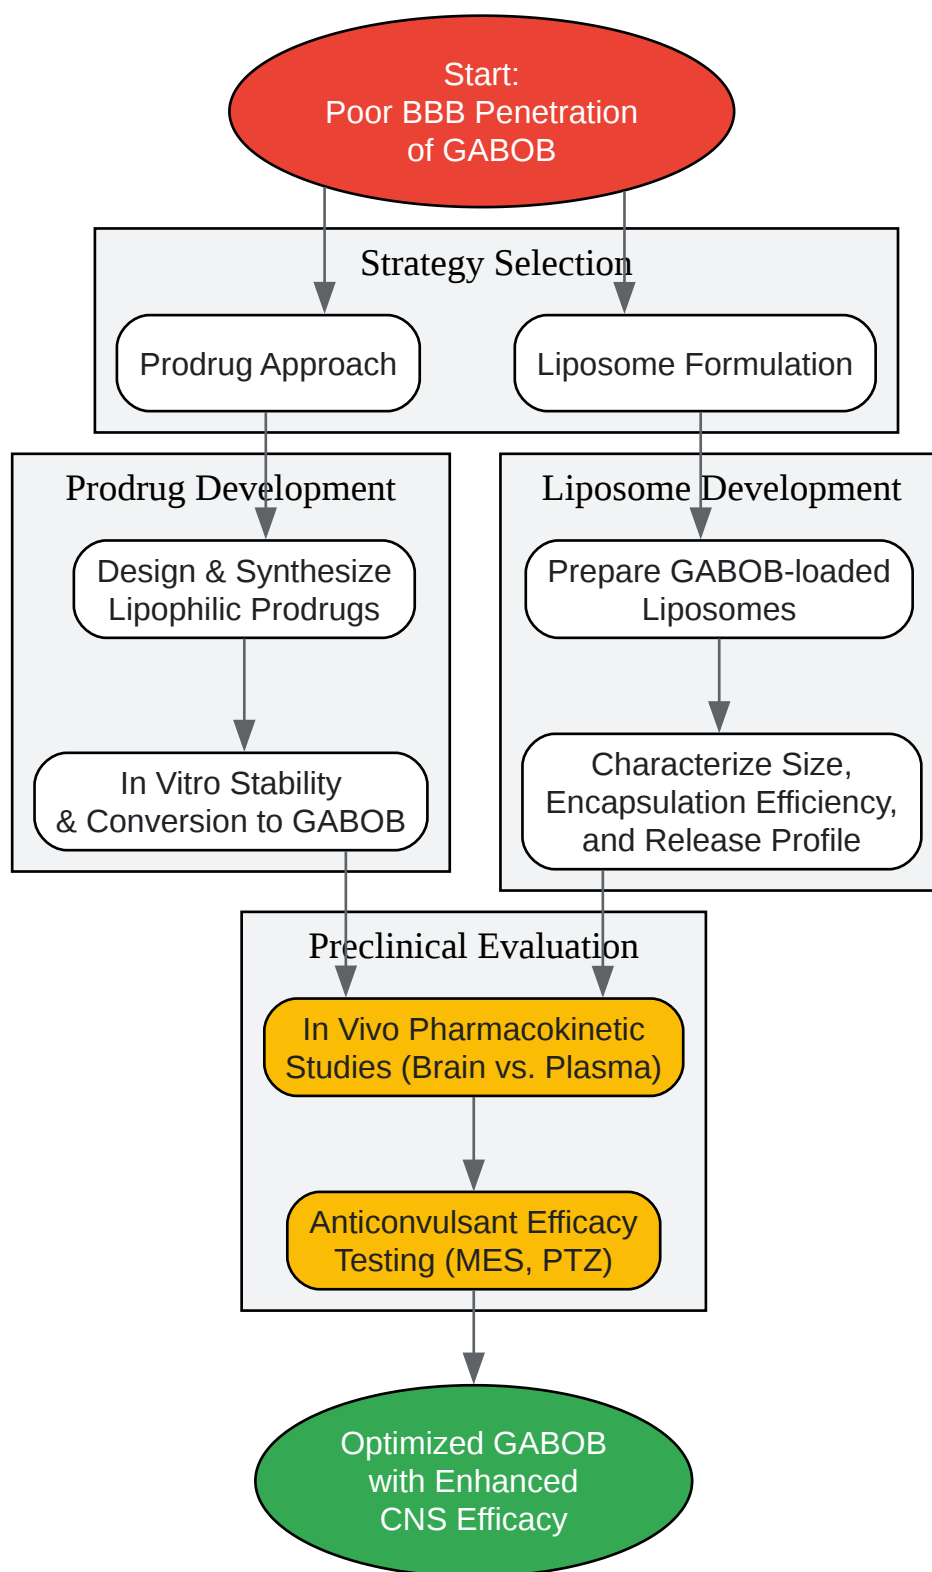 Start:
Poor BBB Penetration
of GABOB
Strategy Selection
Prodrug Approach
Liposome Formulation
Prodrug Development
Design & Synthesize
Lipophilic Prodrugs
In Vitro Stability
& Conversion to GABOB
Liposome Development
Prepare GABOB-loaded
Liposomes
Characterize Size,
Encapsulation Efficiency,
and Release Profile
Preclinical Evaluation
In Vivo Pharmacokinetic
Studies (Brain vs. Plasma)
Anticonvulsant Efficacy
Testing (MES, PTZ)
Optimized GABOB
with Enhanced
CNS Efficacy